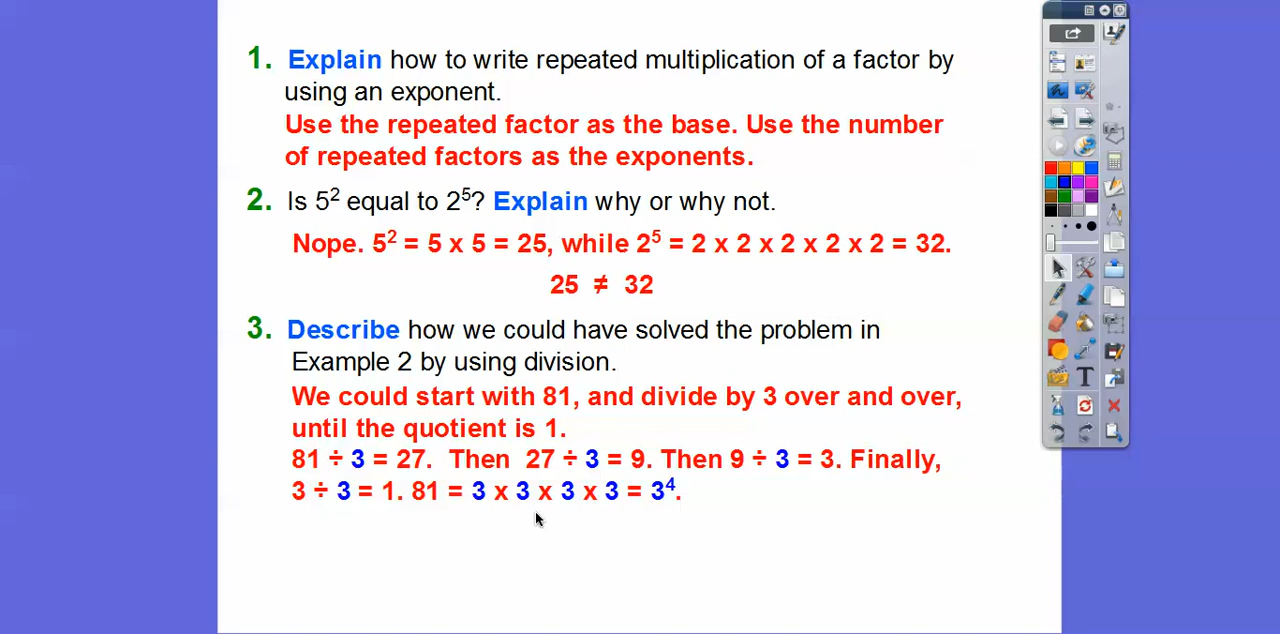 1. Explain how to write repeated multiplication of a factor by
using an exponent.
Use the repeated factor as the base. Use the number
of repeated factors as the exponents.
2. Is 5² equal to 2⁵? Explain why or why not.
Nope. 5² = 5 x 5 = 25, while 2⁵ = 2 x 2 x 2 x 2 x 2 = 32.
25 ≠ 32
3. Describe how we could have solved the problem in
Example 2 by using division.
We could start with 81, and divide by 3 over and over,
until the quotient is 1.
81 ÷ 3 = 27. Then 27 ÷ 3 = 9. Then 9 ÷ 3 = 3. Finally,
3 ÷ 3 = 1. 81 = 3 x 3 x 3 x 3 = 3⁴.